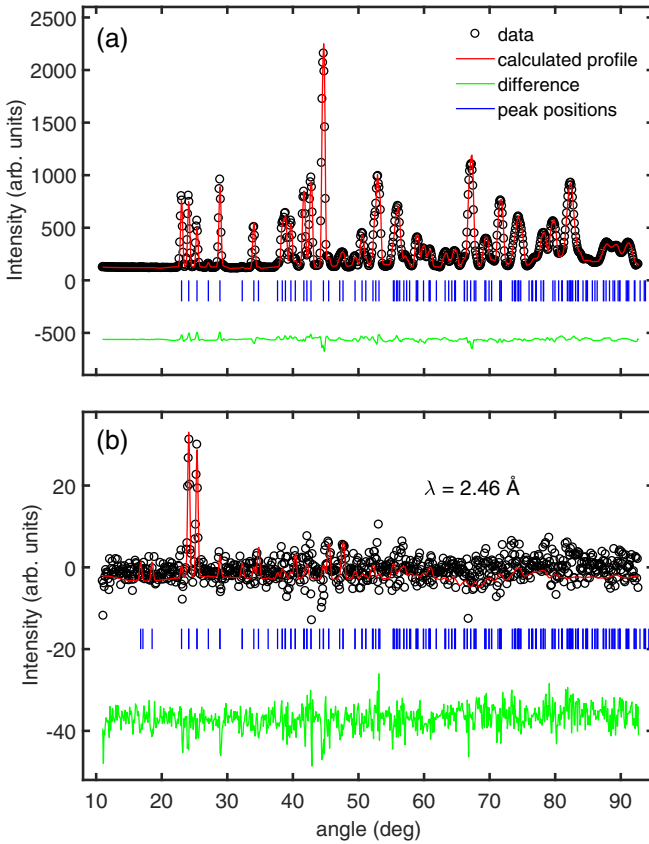 (a)
data
calculated profile
difference
peak positions
2500
2000
1500
1000
500
0
-500
Intensity (arb. units)
(b)
λ = 2.46 Å
20
0
-20
-40
Intensity (arb. units)
10 20 30 40 50 60 70 80 90
angle (deg)